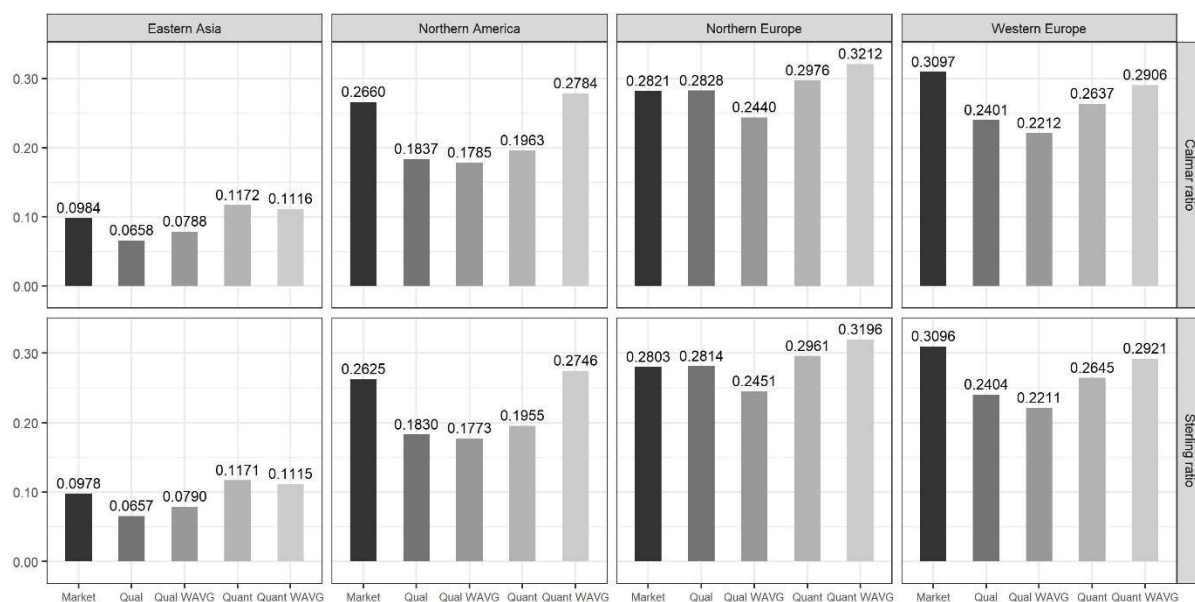 Eastern Asia Northern America Northern Europe Western Europe
0.30 0.20 0.10 0.00
0.0984 0.0658 0.0788 0.1172 0.1116
0.2660 0.1837 0.1785 0.1963 0.2784
0.2821 0.2828 0.2440 0.2976 0.3212
0.3097 0.2401 0.2212 0.2637 0.2906
Calmar ratio
0.30 0.20 0.10 0.00
0.0978 0.0657 0.0790 0.1171 0.1115
0.2625 0.1830 0.1773 0.1955 0.2746
0.2803 0.2814 0.2451 0.2961 0.3196
0.3096 0.2404 0.2211 0.2645 0.2921
Sterling ratio
Market Qual Qual WAVG Quant Quant WAVG Market Qual Qual WAVG Quant Quant WAVG Market Qual Qual WAVG Quant Quant WAVG Market Qual Qual WAVG Quant Quant WAVG